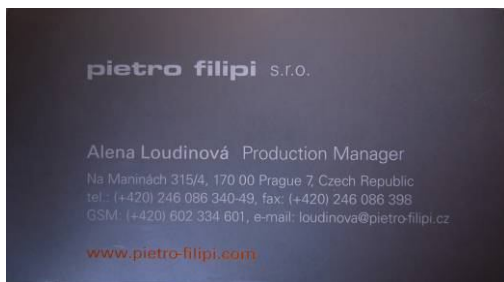 pietro filipi s.r.o.
Alena Loudinová Production Manager
Na Maninách 315/4, 170 00 Prague 7, Czech Republic
tel.: (+420) 246 086 340-49, fax: (+420) 246 086 398
GSM: (+420) 602 334 601, e-mail: loudinova@pietro-filipi.cz
www.pietro-filipi.com